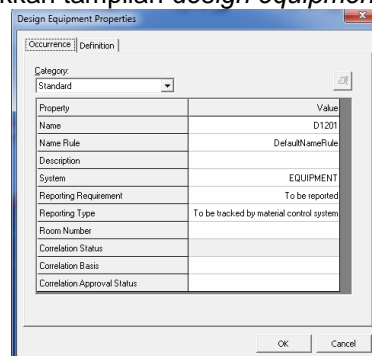 kkan tampilan design equipmen
Design Equipment Properties
Occurrence Definition
Category:
Standard
Property Value
Name D1201
Name Rule DefaultNameRule
Description
System EQUIPMENT
Reporting Requirement To be reported
Reporting Type To be tracked by material control system
Room Number
Correlation Status
Correlation Basis
Correlation Approval Status
OK Cancel